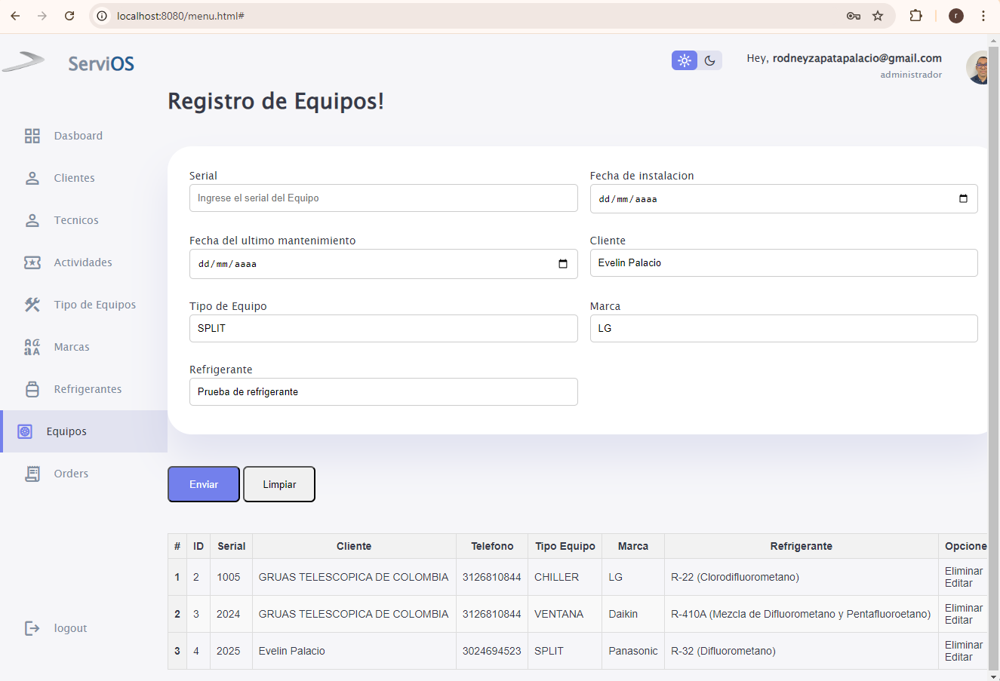 localhost:8080/menu.html#
r
ServiOS
Hey, rodneyzapatapalacio@gmail.com
administrador
Registro de Equipos!
Dasboard
Clientes
Tecnicos
Actividades
Tipo de Equipos
Marcas
Refrigerantes
Equipos
Orders
logout
Serial
Ingrese el serial del Equipo
Fecha de instalacion
dd/mm/aaaa
Fecha del ultimo mantenimiento
dd/mm/aaaa
Cliente
Evelin Palacio
Tipo de Equipo
SPLIT
Marca
LG
Refrigerante
Prueba de refrigerante
Enviar Limpiar
# ID Serial Cliente Telefono Tipo Equipo Marca Refrigerante Opcione
1 2 1005 GRUAS TELESCOPICA DE COLOMBIA 3126810844 CHILLER LG R-22 (Clorodifluorometano) Eliminar
Editar
2 3 2024 GRUAS TELESCOPICA DE COLOMBIA 3126810844 VENTANA Daikin R-410A (Mezcla de Difluorometano y Pentafluoroetano) Eliminar
Editar
3 4 2025 Evelin Palacio 3024694523 SPLIT Panasonic R-32 (Difluorometano) Eliminar
Editar